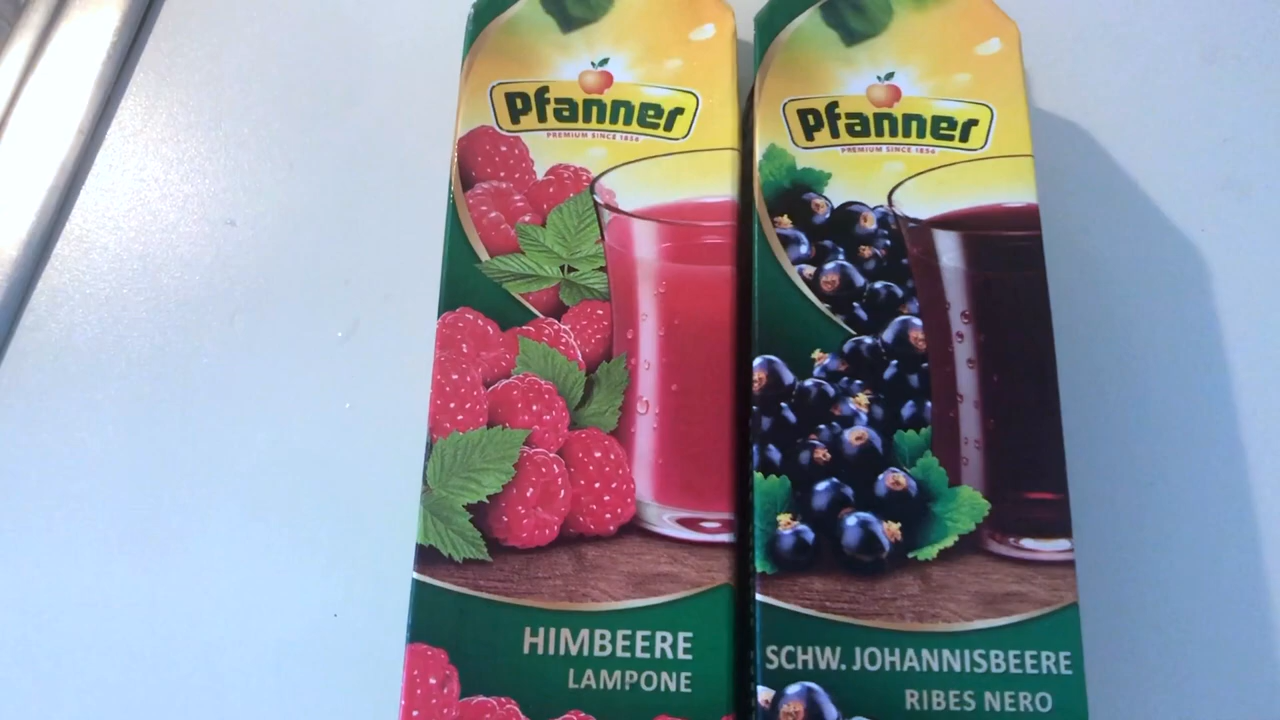 Pfanner
PREMIUM SINCE 1856
HIMBEERE
LAMPONE
Pfanner
PREMIUM SINCE 1856
SCHW. JOHANNISBEERE
RIBES NERO